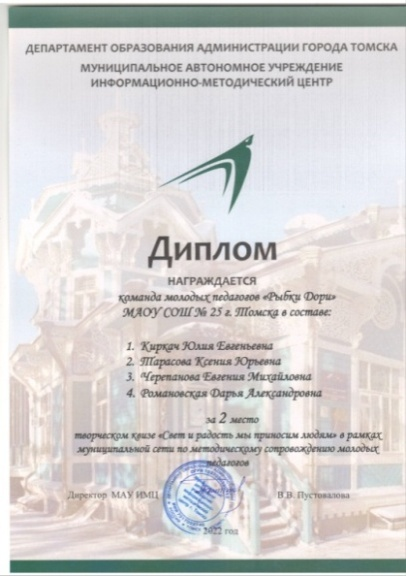 ДЕПАРТАМЕНТ ОБРАЗОВАНИЯ АДМИНИСТРАЦИИ ГОРОДА ТОМСКА
МУНИЦИПАЛЬНОЕ АВТОНОМНОЕ УЧРЕЖДЕНИЕ
ИНФОРМАЦИОННО-МЕТОДИЧЕСКИЙ ЦЕНТР
Диплом
НАГРАЖДАЕТСЯ
команда молодых педагогов «Рыбки Дори»
МАОУ СОШ № 25 г. Томска в составе:
1. Киркач Юлия Евгеньевна
2. Тарасова Ксения Юрьевна
3. Черепанова Евгения Михайловна
4. Романовская Дарья Александровна
за 2 место
творческом квизе «Свет и радость мы приносим людям» в рамках
муниципальной сети по методическому сопровождению молодых
педагогов
Директор МАУ ИМЦ В.В. Пустовалова
2022 год